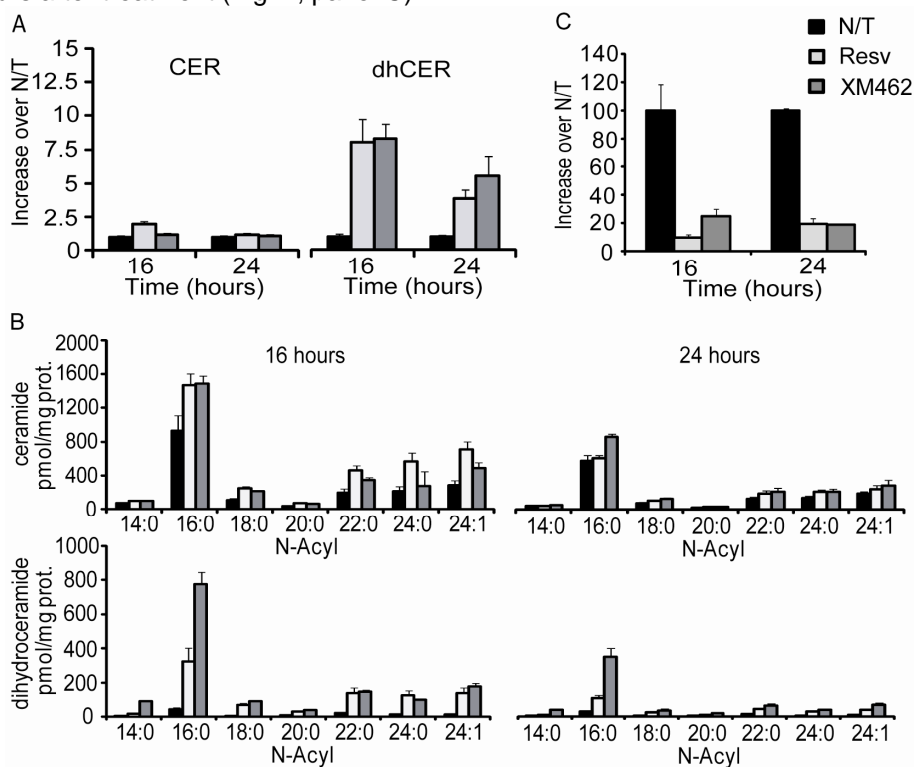 A
C
N/T
Resv
XM462
CER
dhCER
Increase over N/T
15
12.5
10
7.5
5
2.5
0
16
24
16
24
Time (hours)
Time (hours)
Increase over N/T
140
120
100
80
60
40
20
0
16
24
Time (hours)
B
16 hours
24 hours
ceramide
pmol/mg prot.
2000
1600
1200
800
400
0
14:0 16:0 18:0 20:0 22:0 24:0 24:1
N-Acyl
14:0 16:0 18:0 20:0 22:0 24:0 24:1
N-Acyl
dihydroceramide
pmol/mg prot.
1000
800
600
400
200
0
14:0 16:0 18:0 20:0 22:0 24:0 24:1
N-Acyl
14:0 16:0 18:0 20:0 22:0 24:0 24:1
N-Acyl